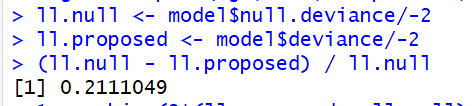 > ll.null <- model$null.deviance/-2
> ll.proposed <- model$deviance/-2
> (ll.null - ll.proposed) / ll.null
[1] 0.2111049